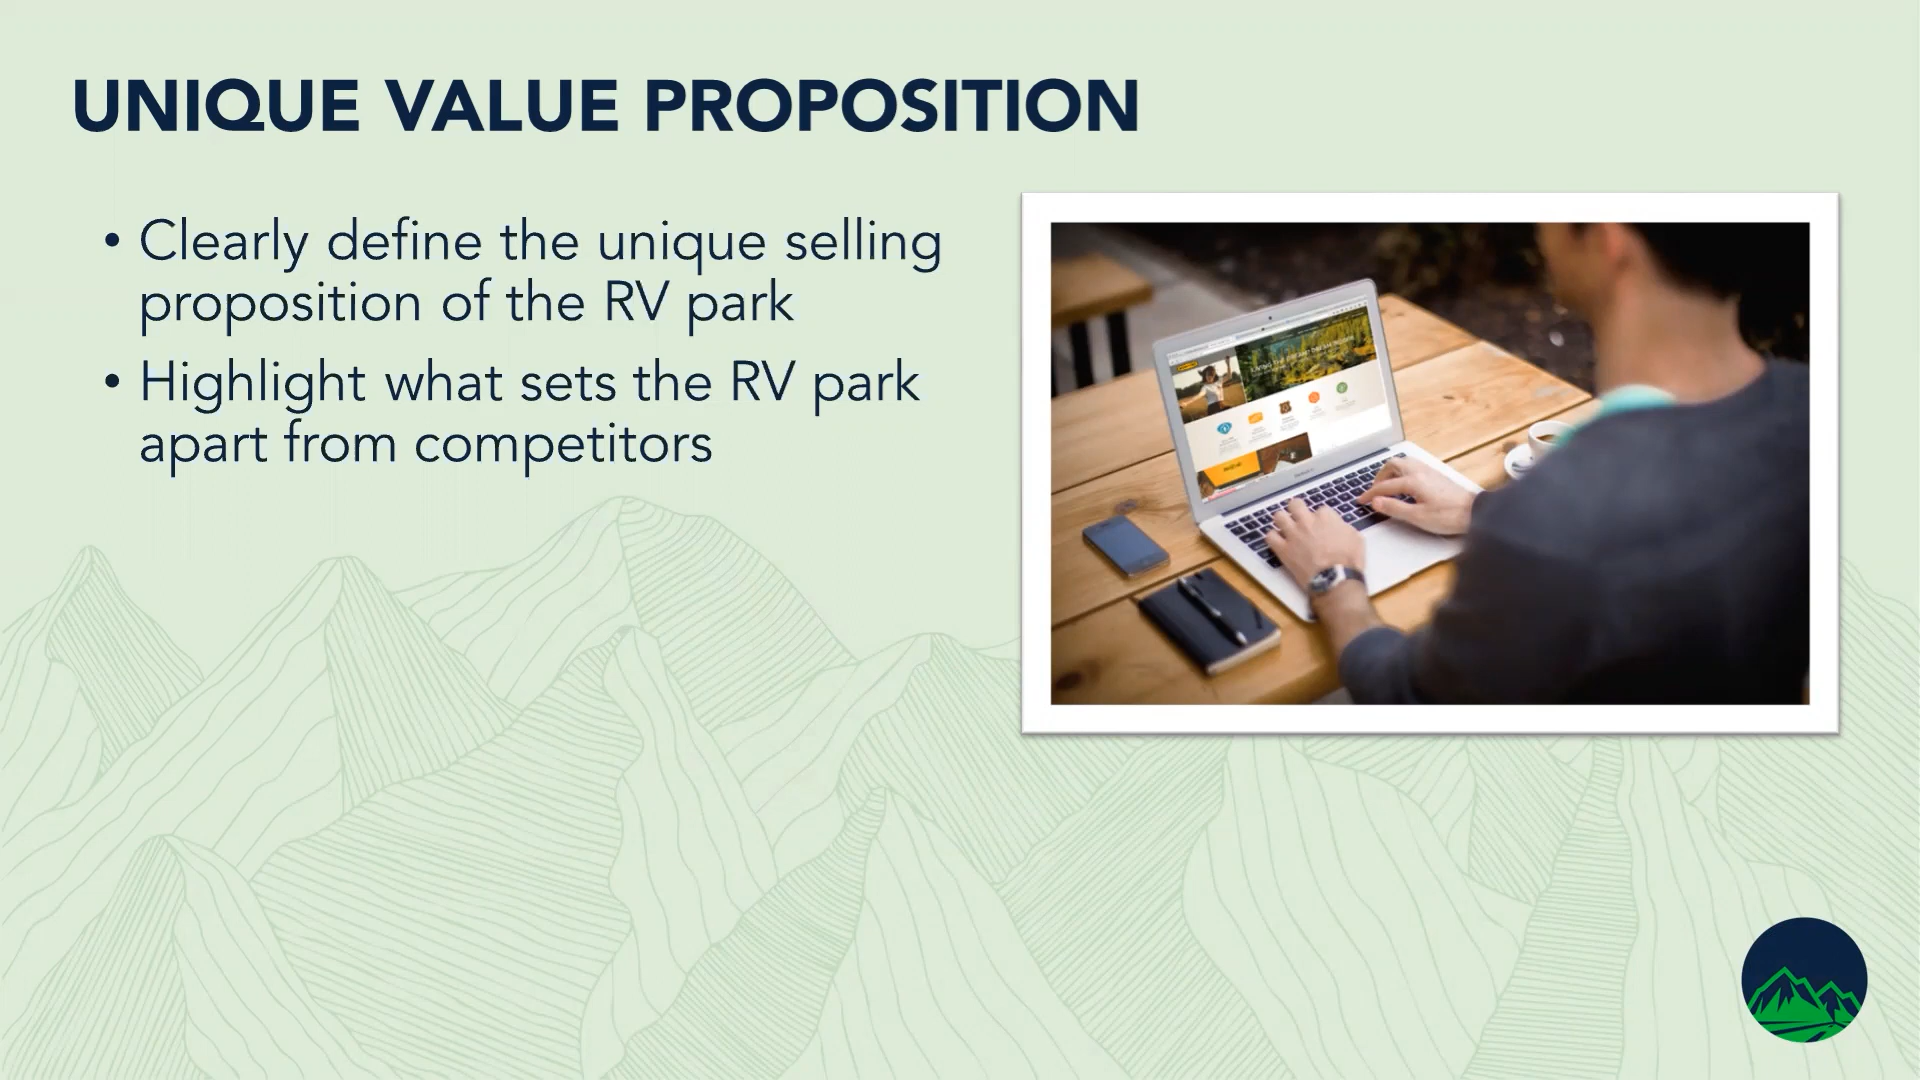 UNIQUE VALUE PROPOSITION
• Clearly define the unique selling
proposition of the RV park
• Highlight what sets the RV park
apart from competitors